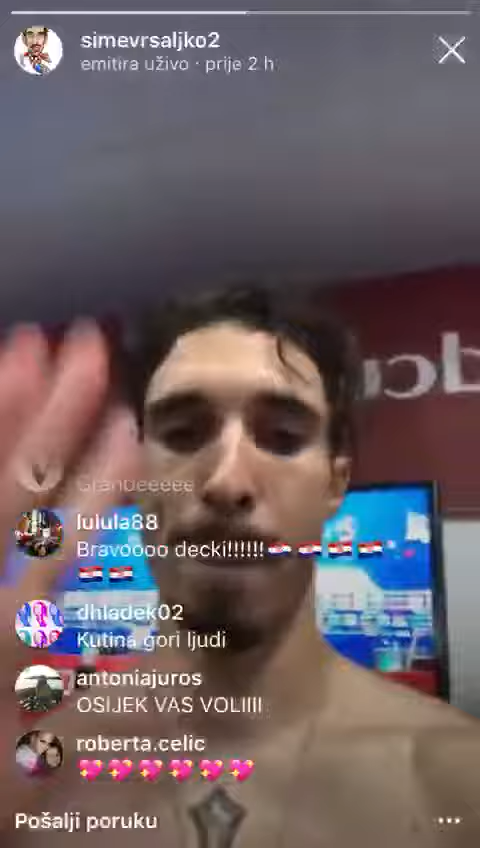 simevrsaljko2
emitira uživo · prije 2 h
Grandeeeee
lulula88
Bravoooo decki!!!!!!🇭🇷 🇭🇷 🇭🇷 🇭🇷 🇭🇷 🇭🇷
dhladek02
Kutina gori ljudi
antoniajuros
OSIJEK VAS VOLIIII
roberta.celic
💖💖💖💖💖💖
Pošalji poruku